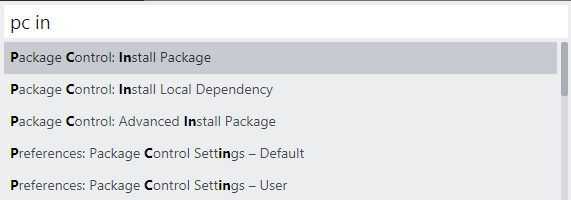 pc in
Package Control: Install Package
Package Control: Install Local Dependency
Package Control: Advanced Install Package
Preferences: Package Control Settings – Default
Preferences: Package Control Settings – User